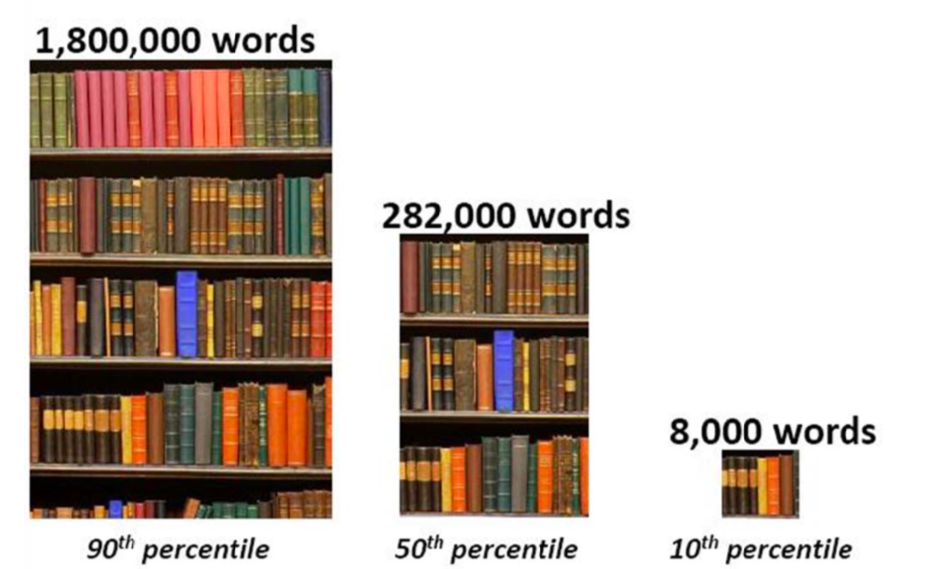 1,800,000 words
282,000 words
8,000 words
90th percentile
50th percentile
10th percentile